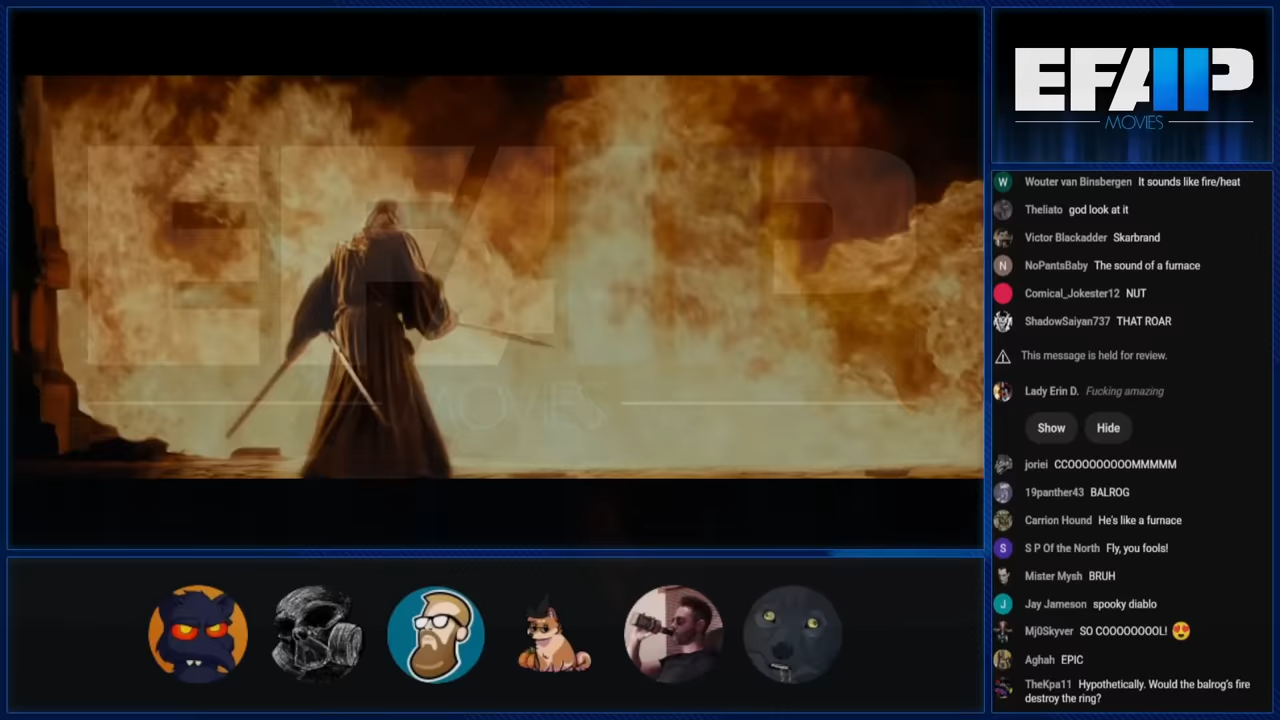 EFAP
MOVIES
EFAP
MOVIES
Wouter van Binsbergen It sounds like fire/heat
Theliato god look at it
Victor Blackadder Skarbrand
NoPantsBaby The sound of a furnace
Comical_Jokester12 NUT
ShadowSaiyan737 THAT ROAR
This message is held for review.
Lady Erin D. Fucking amazing
Show Hide
joriei CCOOOOOOOOOMMMMM
19panther43 BALROG
Carrion Hound He's like a furnace
S P Of the North Fly, you fools!
Mister Mysh BRUH
Jay Jameson spooky diablo
Mj0Skyver SO COOOOOOOOL! 😍
Aghah EPIC
TheKpa11 Hypothetically. Would the balrog's fire
destroy the ring?
W
N
S
J